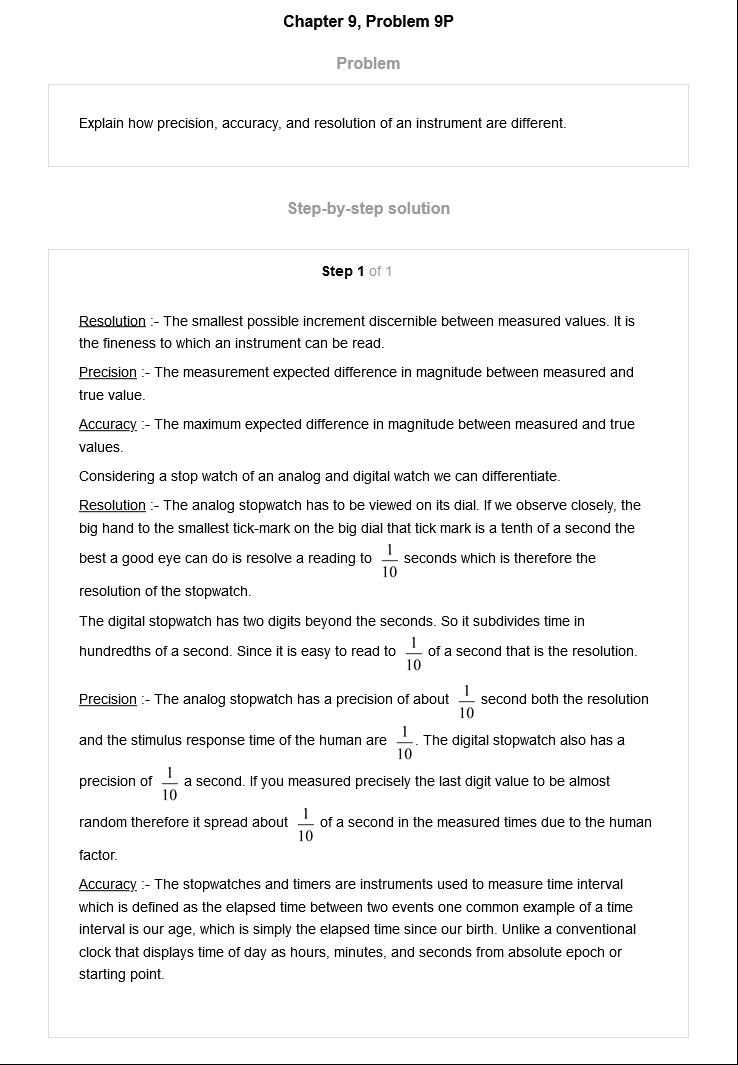 Chapter 9, Problem 9P
Problem
Explain how precision, accuracy, and resolution of an instrument are different.
Step-by-step solution
Step 1 of 1
Resolution :- The smallest possible increment discernible between measured values. It is
the fineness to which an instrument can be read.
Precision :- The measurement expected difference in magnitude between measured and
true value.
Accuracy :- The maximum expected difference in magnitude between measured and true
values.
Considering a stop watch of an analog and digital watch we can differentiate.
Resolution :- The analog stopwatch has to be viewed on its dial. If we observe closely, the
big hand to the smallest tick-mark on the big dial that tick mark is a tenth of a second the
best a good eye can do is resolve a reading to 1/10 seconds which is therefore the
resolution of the stopwatch.
The digital stopwatch has two digits beyond the seconds. So it subdivides time in
hundredths of a second. Since it is easy to read to 1/10 of a second that is the resolution.
Precision :- The analog stopwatch has a precision of about 1/10 second both the resolution
and the stimulus response time of the human are 1/10. The digital stopwatch also has a
precision of 1/10 a second. If you measured precisely the last digit value to be almost
random therefore it spread about 1/10 of a second in the measured times due to the human
factor.
Accuracy :- The stopwatches and timers are instruments used to measure time interval
which is defined as the elapsed time between two events one common example of a time
interval is our age, which is simply the elapsed time since our birth. Unlike a conventional
clock that displays time of day as hours, minutes, and seconds from absolute epoch or
starting point.